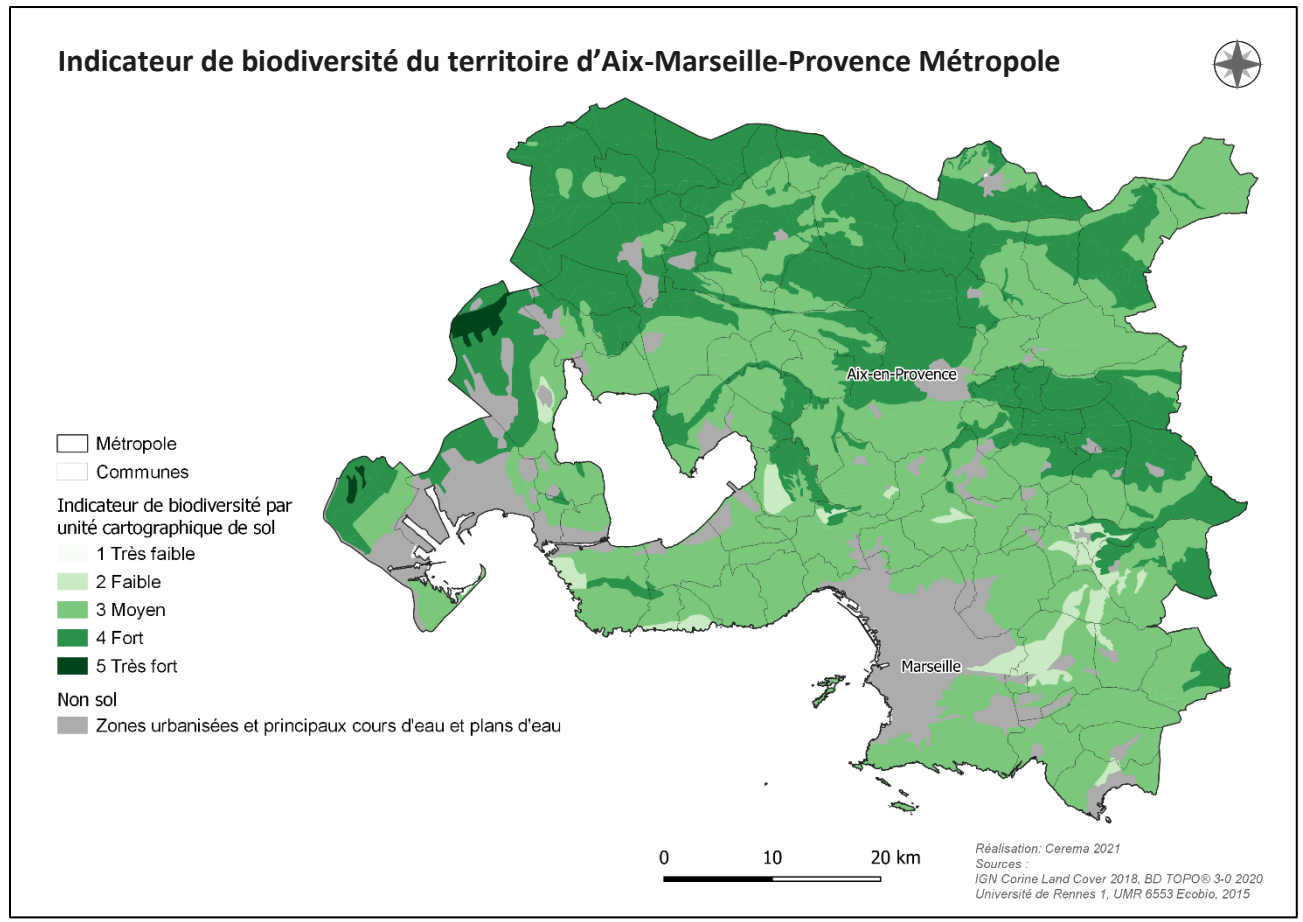 Indicateur de biodiversité du territoire d’Aix-Marseille-Provence Métropole
Aix-en-Provence
Marseille
Métropole
Communes
Indicateur de biodiversité par
unité cartographique de sol
1 Très faible
2 Faible
3 Moyen
4 Fort
5 Très fort
Non sol
Zones urbanisées et principaux cours d'eau et plans d'eau
0 10 20 km
Réalisation: Cerema 2021
Sources :
IGN Corine Land Cover 2018, BD TOPO® 3-0 2020
Université de Rennes 1, UMR 6553 Ecobio, 2015